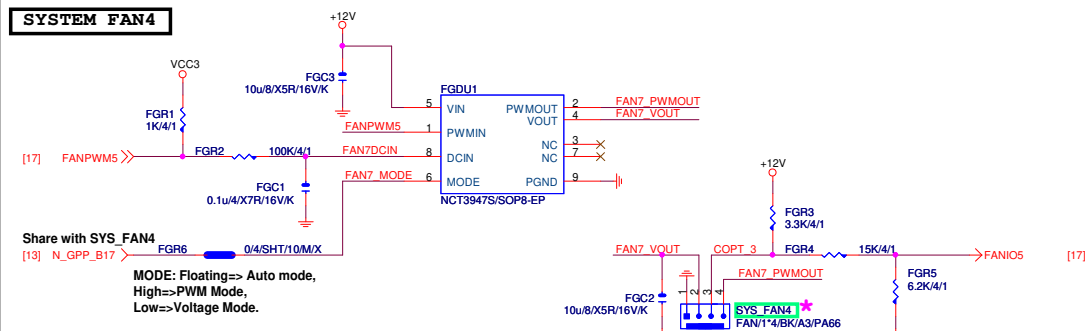 SYSTEM FAN4
+12V
VCC3
FGC3
10u/8/X5R/16V/K
FGDU1
FGR1
1K/4/1
5 VIN
PWMOUT 2 FAN7_PWMOUT
VOUT 4 FAN7_VOUT
FANPWM5 1 PWMIN
NC 3
[17] FANPWM5 FGR2 100K/4/1 FAN7DCIN 8 DCIN
NC 7
FAN7_MODE 6 MODE
PGND 9
FGC1
0.1u/4/X7R/16V/K
NCT3947S/SOP8-EP
+12V
FGR3
3.3K/4/1
Share with SYS_FAN4
[13] N_GPP_B17 FGR6 0/4/SHT/10/M/X
FAN7_VOUT COPT_3 FGR4 15K/4/1 FANIO5 [17]
MODE: Floating=> Auto mode,
High=>PWM Mode,
Low=>Voltage Mode.
FAN7_PWMOUT
FGR5
6.2K/4/1
FGC2
10u/8/X5R/16V/K
1 2 3 4
SYS_FAN4 *
FAN/1*4/BK/A3/PA66